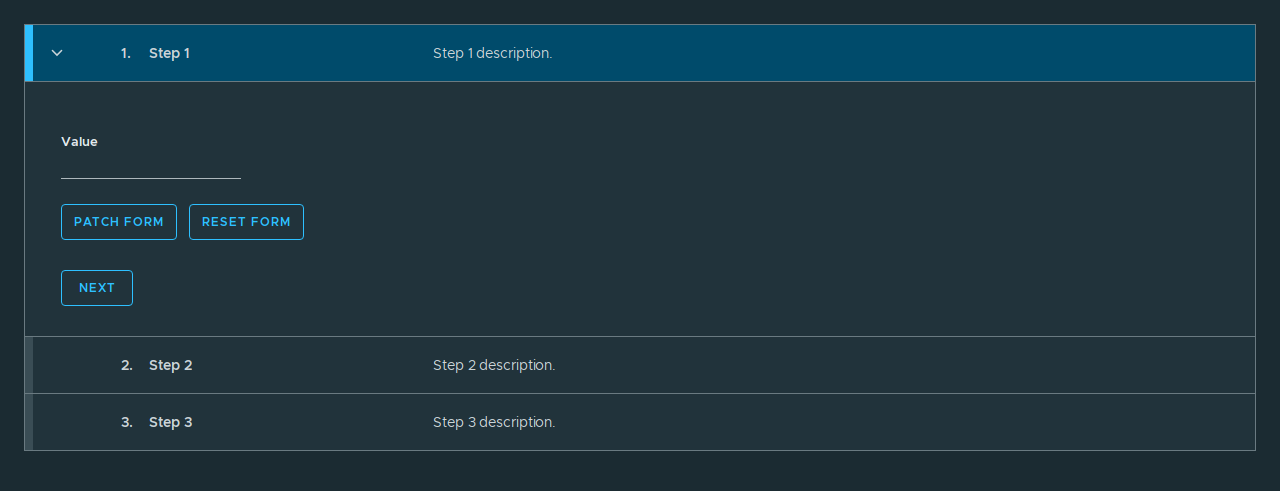 1. Step 1 Step 1 description.
Value
PATCH FORM RESET FORM
NEXT
2. Step 2 Step 2 description.
3. Step 3 Step 3 description.